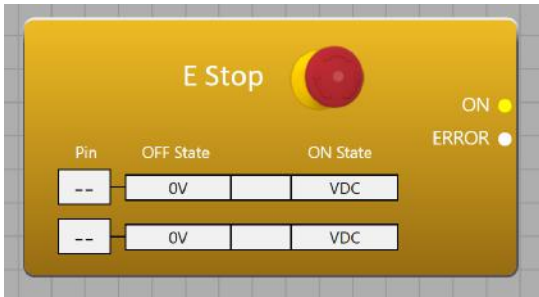 E Stop
ON
ERROR
Pin OFF State ON State
-- 0V VDC
-- 0V VDC